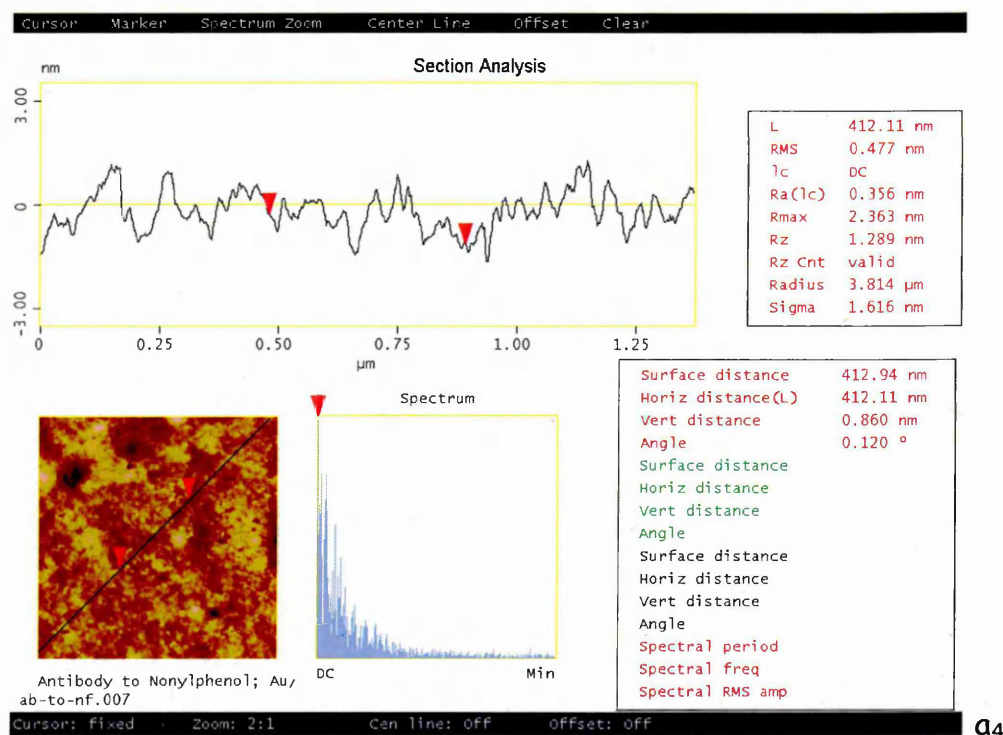 Cursor Marker Spectrum Zoom Center Line Offset Clear
nm
Section Analysis
3.00
0
-3.00
0 0.25 0.50 0.75 1.00 1.25
µm
L 412.11 nm
RMS 0.477 nm
lc DC
Ra(lc) 0.356 nm
Rmax 2.363 nm
Rz 1.289 nm
Rz Cnt valid
Radius 3.814 µm
Sigma 1.616 nm
Spectrum
DC Min
Surface distance 412.94 nm
Horiz distance(L) 412.11 nm
Vert distance 0.860 nm
Angle 0.120 °
Surface distance
Horiz distance
Vert distance
Angle
Surface distance
Horiz distance
Vert distance
Angle
Spectral period
Spectral freq
Spectral RMS amp
Antibody to Nonylphenol; Au/
ab-to-nf.007
Cursor: fixed Zoom: 2:1 Cen line: Off Offset: Off
a4